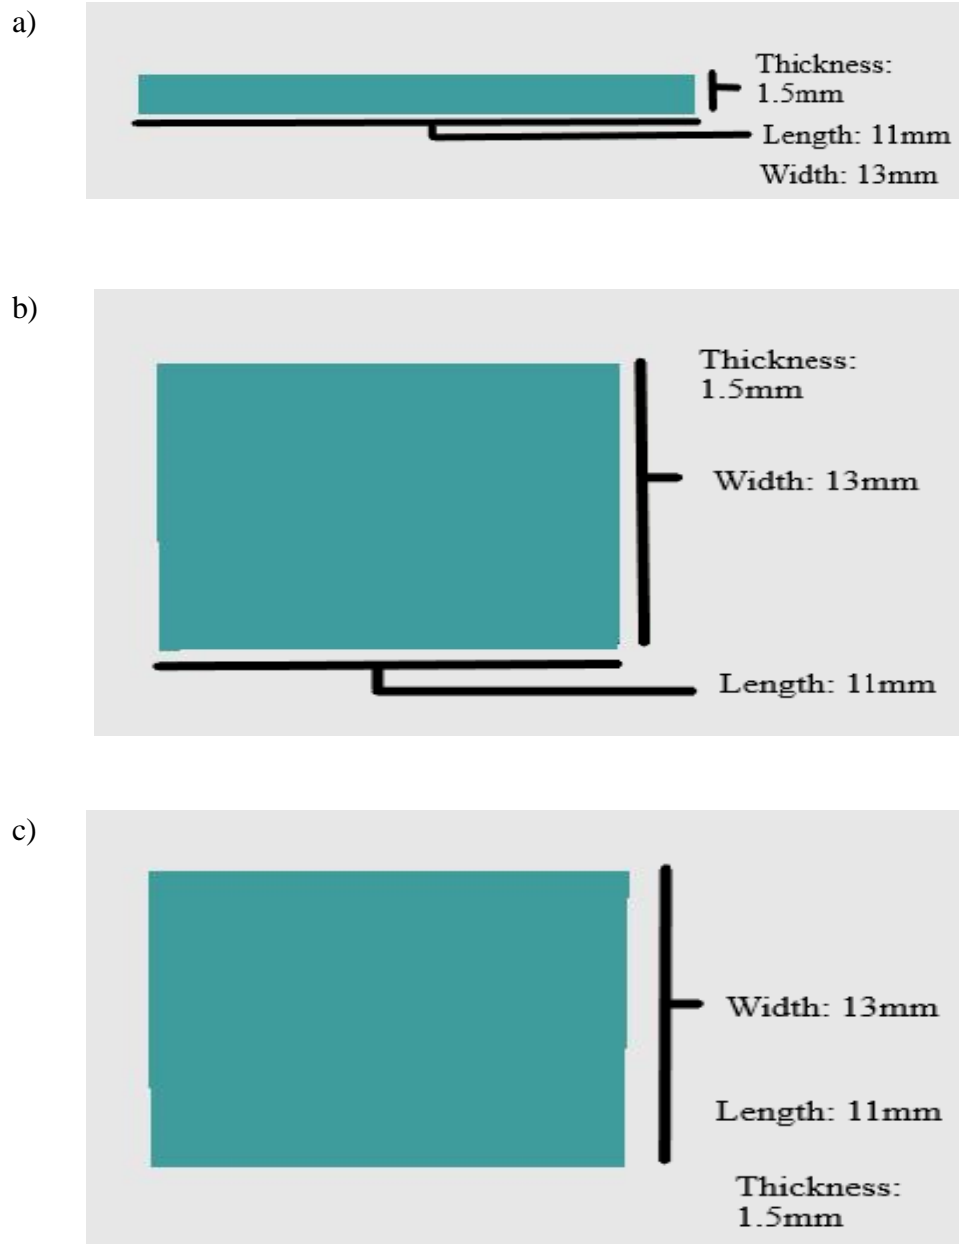 a)
Thickness:
1.5mm
Length: 11mm
Width: 13mm
b)
Thickness:
1.5mm
Width: 13mm
Length: 11mm
c)
Width: 13mm
Length: 11mm
Thickness:
1.5mm